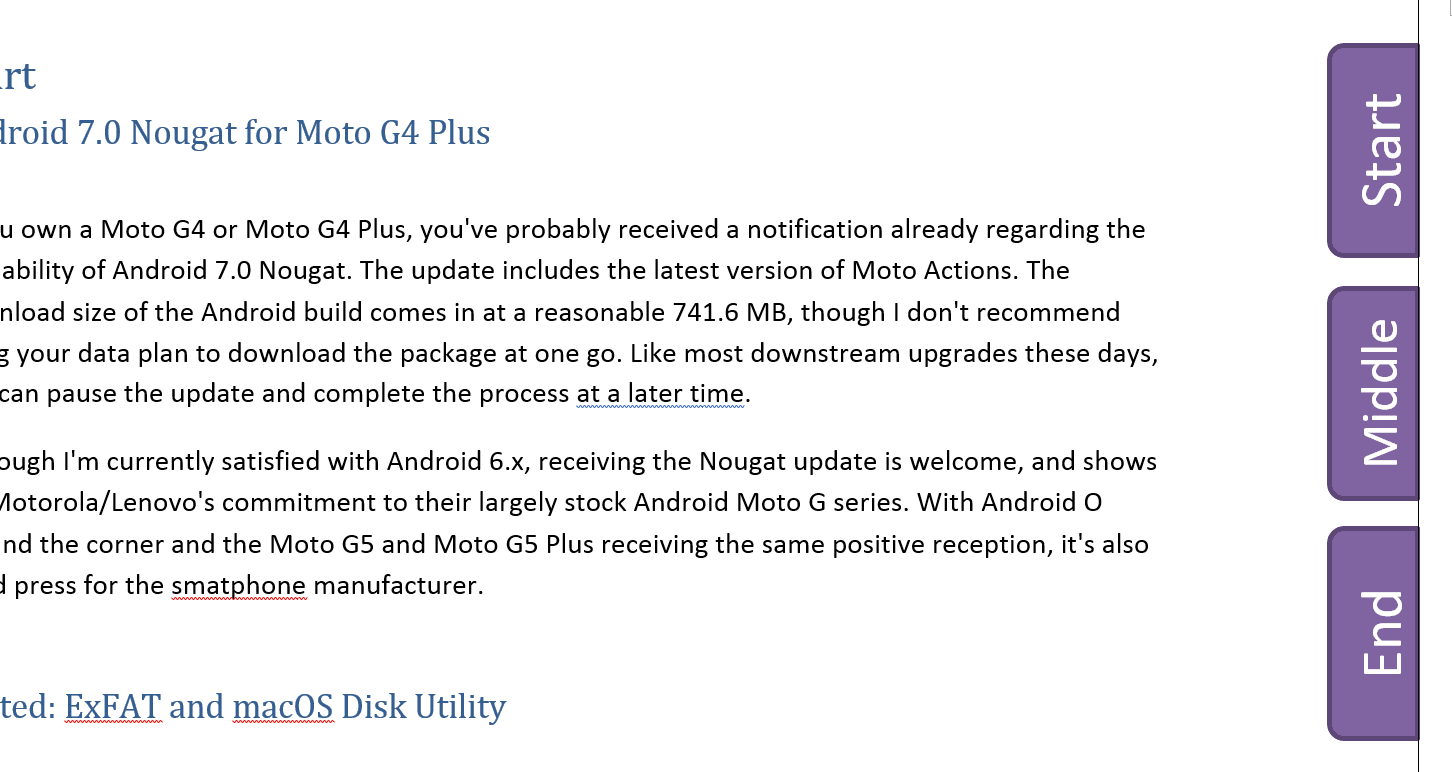 rt
droid 7.0 Nougat for Moto G4 Plus
u own a Moto G4 or Moto G4 Plus, you've probably received a notification already regarding the
ability of Android 7.0 Nougat. The update includes the latest version of Moto Actions. The
nload size of the Android build comes in at a reasonable 741.6 MB, though I don't recommend
g your data plan to download the package at one go. Like most downstream upgrades these days,
can pause the update and complete the process at a later time.
ough I'm currently satisfied with Android 6.x, receiving the Nougat update is welcome, and shows
Motorola/Lenovo's commitment to their largely stock Android Moto G series. With Android O
nd the corner and the Moto G5 and Moto G5 Plus receiving the same positive reception, it's also
d press for the smatphone manufacturer.
ted: ExFAT and macOS Disk Utility
Start
Middle
End